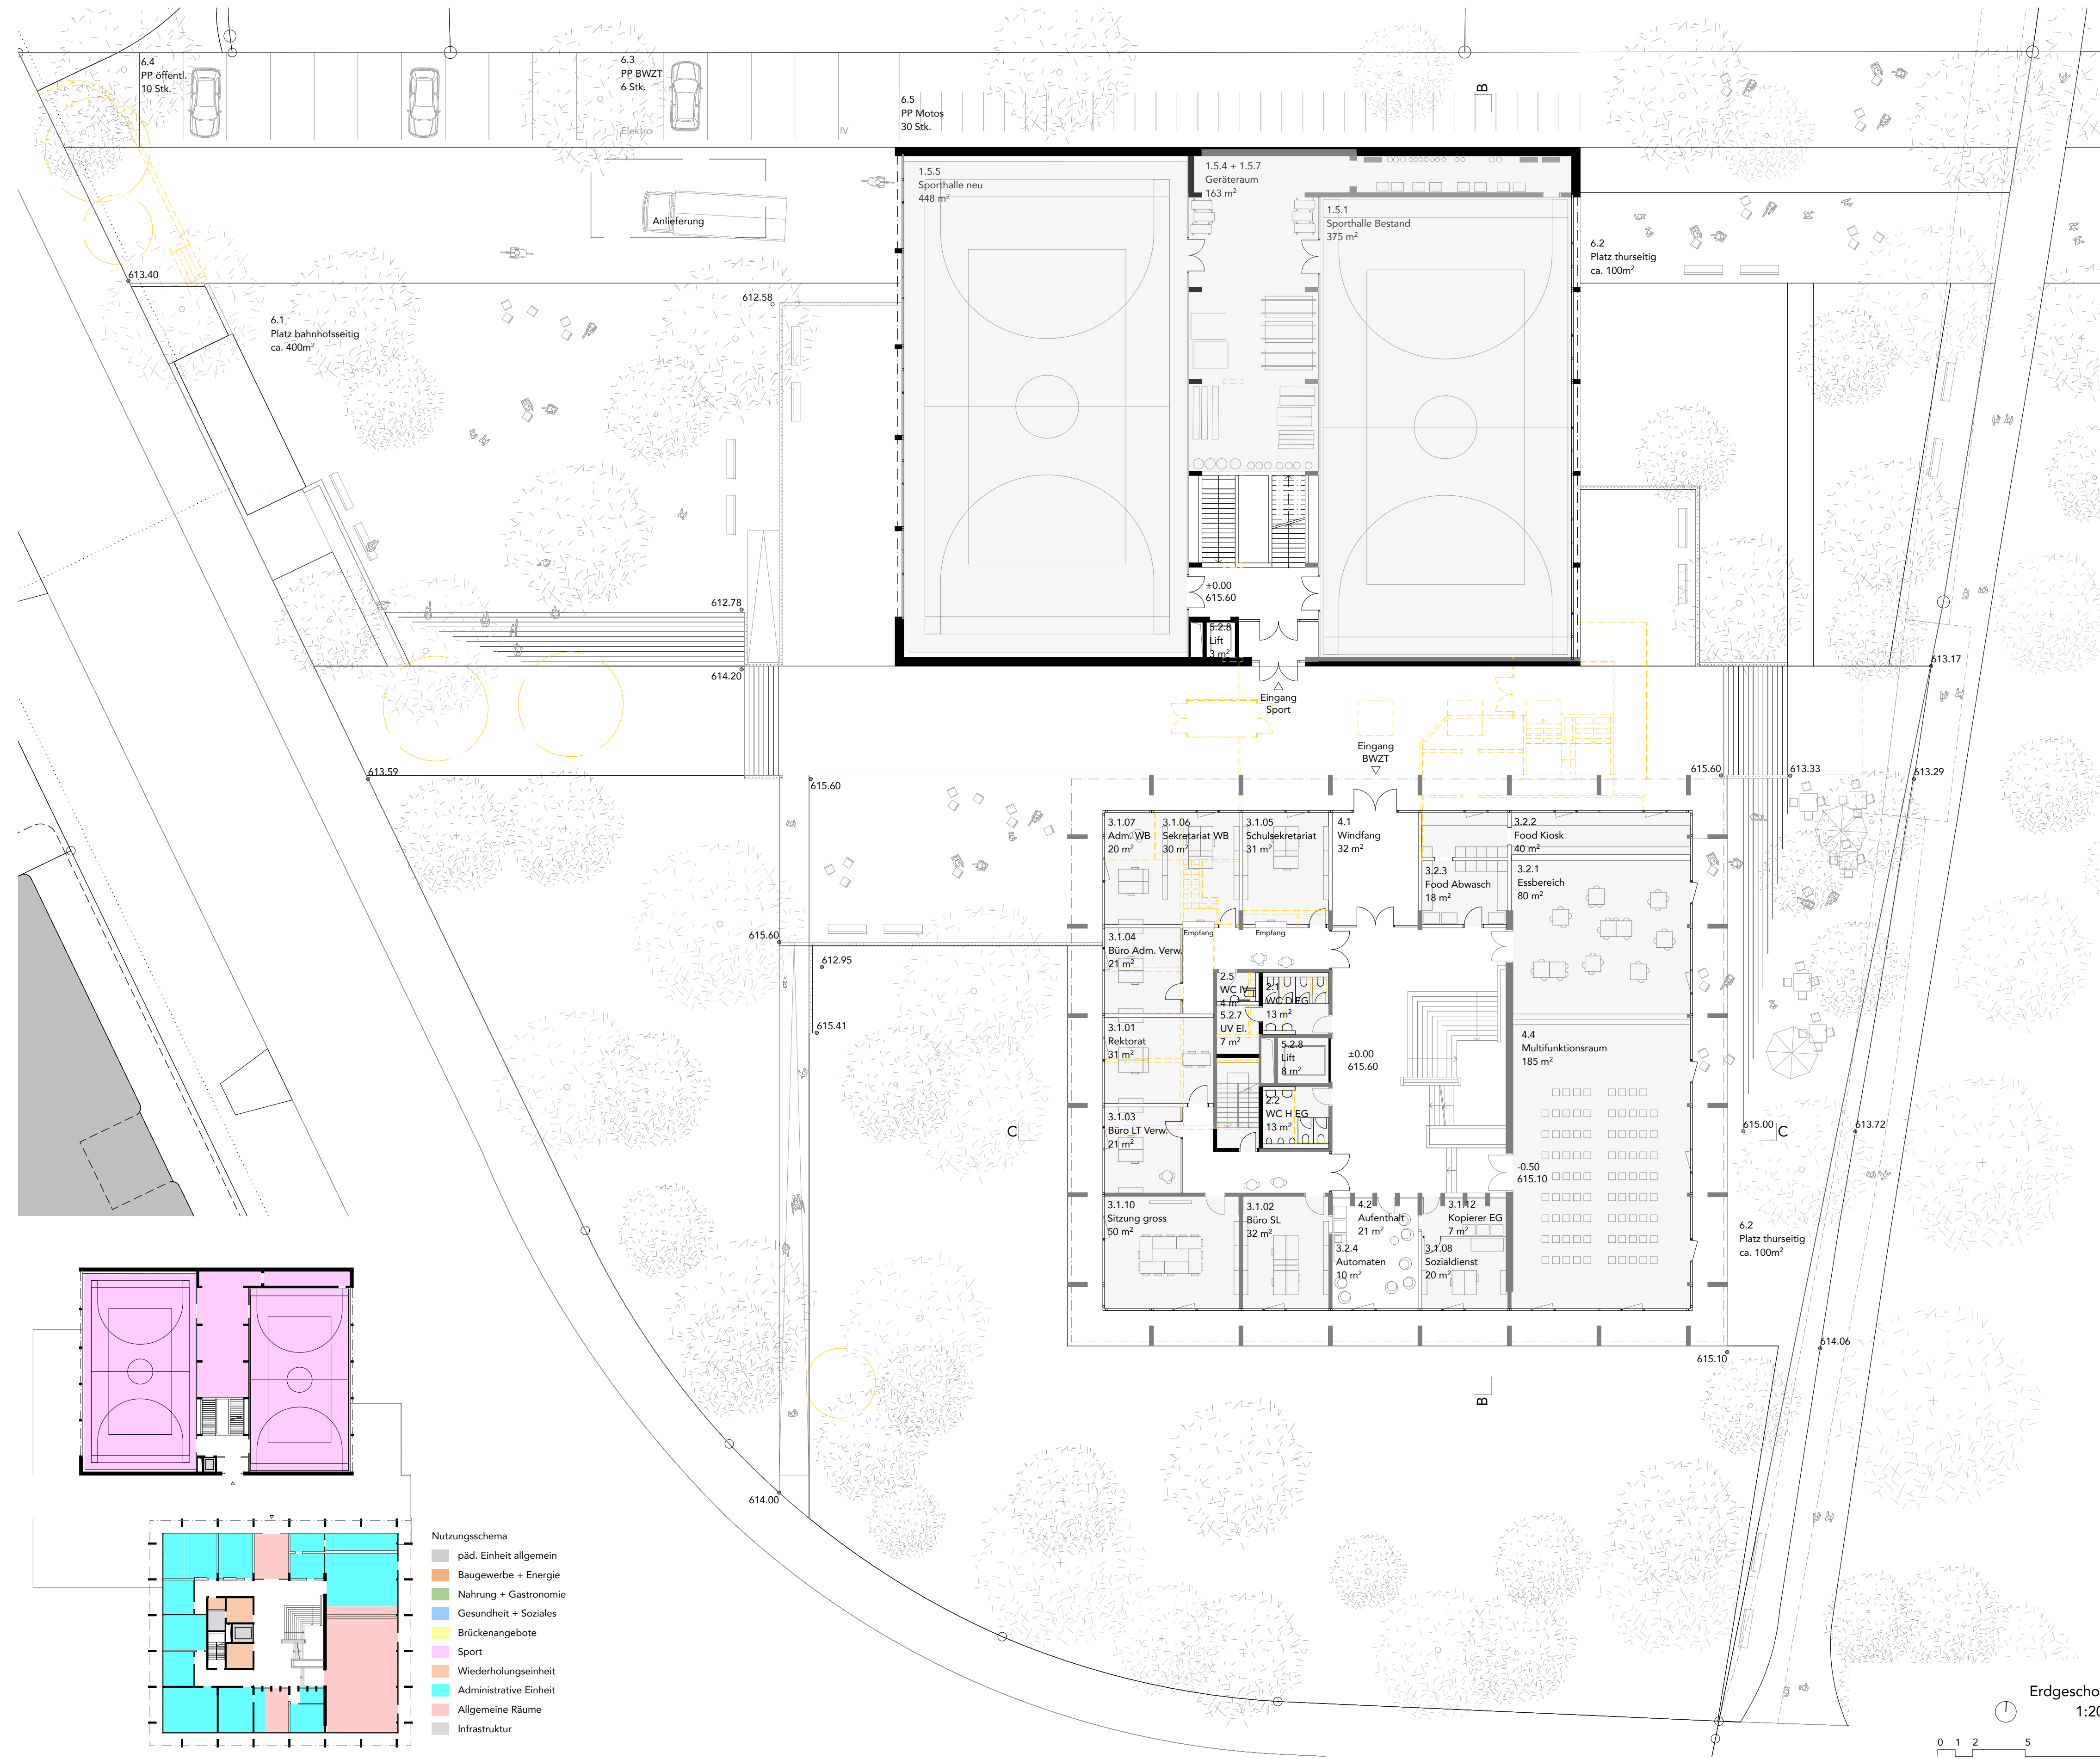 6.4
PP öffentl.
10 Stk.
6.3
PP BWZT
6 Stk.
Elektro
IV
6.5
PP Motos
30 Stk.
B
Anlieferung
1.5.5
Sporthalle neu
448 m²
1.5.4 + 1.5.7
Geräteraum
163 m²
1.5.1
Sporthalle Bestand
375 m²
6.2
Platz thurseitig
ca. 100m²
613.40
612.58
6.1
Platz bahnhofsseitig
ca. 400m²
612.78
614.20
±0.00
615.60
5.2.8
Lift
3 m²
Eingang
Sport
613.17
Eingang
BWZT
613.59
615.60
615.60
613.33
613.29
3.1.07
Adm. WB
20 m²
3.1.06
Sekretariat WB
30 m²
3.1.05
Schulsekretariat
31 m²
4.1
Windfang
32 m²
3.2.2
Food Kiosk
40 m²
3.2.3
Food Abwasch
18 m²
3.2.1
Essbereich
80 m²
Empfang
Empfang
615.60
612.95
615.41
3.1.04
Büro Adm. Verw.
21 m²
2.5
WC IV
4 m²
2.1
WC D EG
13 m²
5.2.7
UV El.
7 m²
3.1.01
Rektorat
31 m²
5.2.8
Lift
8 m²
±0.00
615.60
4.4
Multifunktionsraum
185 m²
2.2
WC H EG
13 m²
3.1.03
Büro LT Verw.
21 m²
C
615.00
C
613.72
-0.50
615.10
3.1.10
Sitzung gross
50 m²
3.1.02
Büro SL
32 m²
4.2
Aufenthalt
21 m²
3.1.12
Kopierer EG
7 m²
3.2.4
Automaten
10 m²
3.1.08
Sozialdienst
20 m²
6.2
Platz thurseitig
ca. 100m²
614.06
615.10
B
614.00
Nutzungsschema
päd. Einheit allgemein
Baugewerbe + Energie
Nahrung + Gastronomie
Gesundheit + Soziales
Brückenangebote
Sport
Wiederholungseinheit
Administrative Einheit
Allgemeine Räume
Infrastruktur
Erdgescho
1:20
0 1 2 5